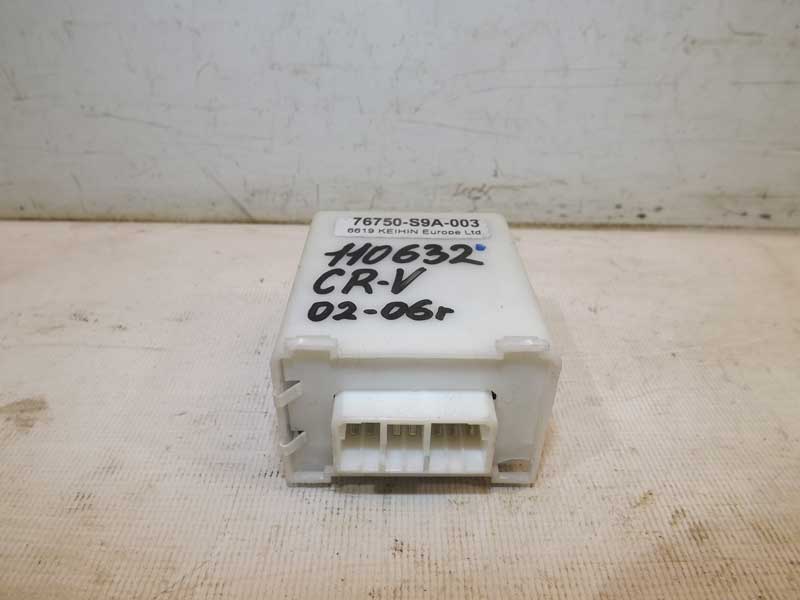 76750-S9A-003
6619 KEIHIN Europe Ltd.
110632
CR-V
02-06г